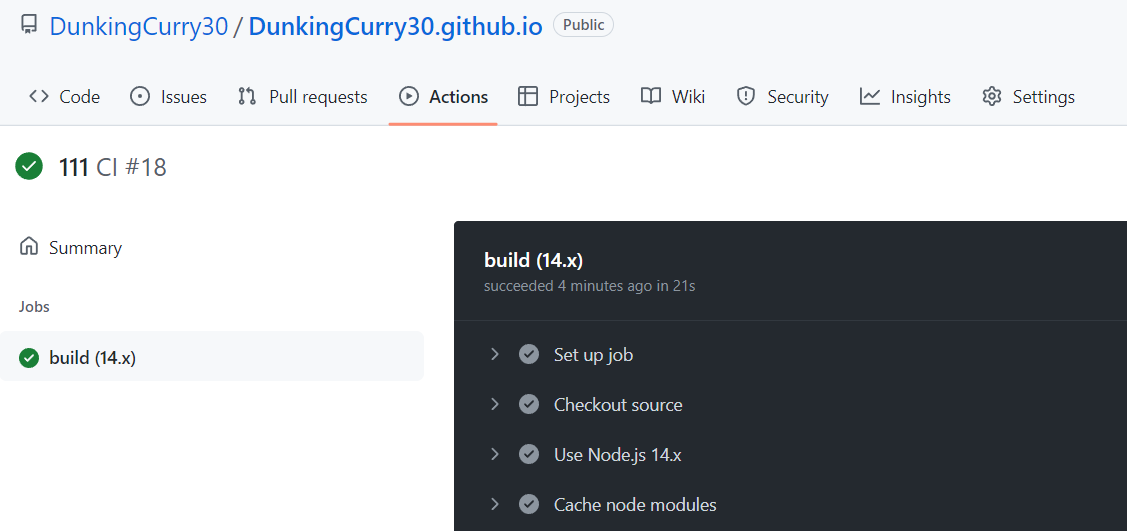 DunkingCurry30 / DunkingCurry30.github.io Public
Code Issues Pull requests Actions Projects Wiki Security Insights Settings
111 CI #18
Summary
Jobs
build (14.x)
build (14.x)
succeeded 4 minutes ago in 21s
Set up job
Checkout source
Use Node.js 14.x
Cache node modules